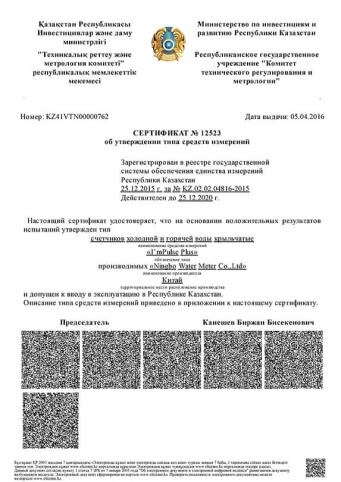 Қазақстан Республикасы
Инвестициялар және даму
министрлігі
"Техникалық реттеу және
метрология комитеті"
республикалық мемлекеттік
мекемесі
Министерство по инвестициям и
развитию Республики Казахстан
Республиканское государственное
учреждение "Комитет
технического регулирования и
метрологии"
Номер: KZ41VTN00000762
Дата выдачи: 05.04.2016
СЕРТИФИКАТ № 12523
об утверждении типа средств измерений
Зарегистрирован в реестре государственной
системы обеспечения единства измерений
Республики Казахстан
25.12.2015 г. за № KZ.02.02.04816-2015
Действителен до 25.12.2020 г.
Настоящий сертификат удостоверяет, что на основании положительных результатов
испытаний утвержден тип
счетчиков холодной и горячей воды крыльчатые
наименование средства измерений
«I`mPulse Plus»
обозначение типа
производимых «Ningbo Water Meter Co.,Ltd»
наименование производителя
Китай
территориальное место расположения производства
и допущен к вводу в эксплуатацию в Республике Казахстан.
Описание типа средств измерений приведено в приложении к настоящему сертификату.
Председатель
Канешев Биржан Бисекенович